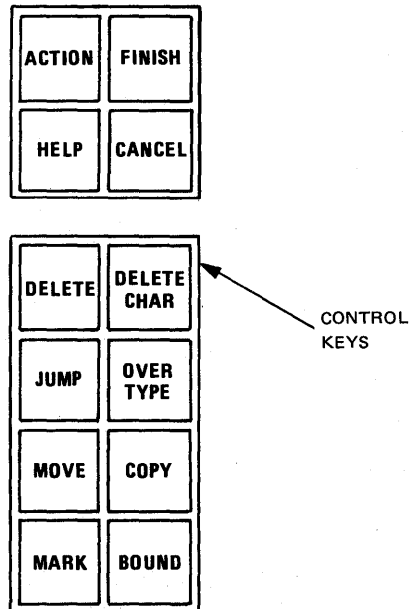 ACTION FINISH
HELP CANCEL
DELETE DELETE CHAR
CONTROL KEYS
JUMP OVER TYPE
MOVE COPY
MARK BOUND